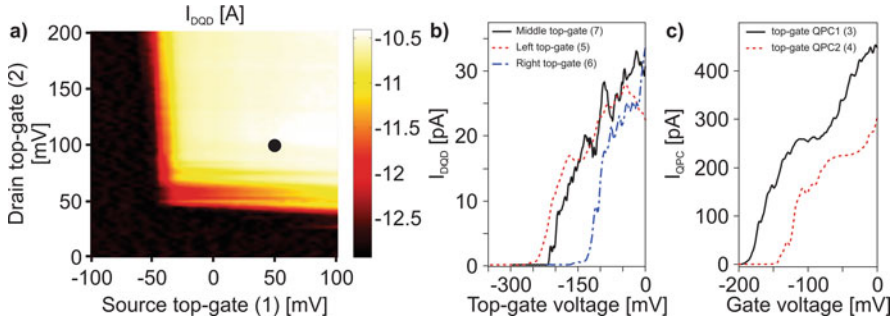 a)
I_DQD [A]
Drain top-gate (2)
[mV]
200
150
100
50
0
-100 -50 0 50 100
Source top-gate (1) [mV]
-10.5
-11
-11.5
-12
-12.5
b)
Middle top-gate (7)
Left top-gate (5)
Right top-gate (6)
I_DQD [pA]
30
20
10
0
-300 -150 0
Top-gate voltage [mV]
c)
top-gate QPC1 (3)
top-gate QPC2 (4)
I_QPC [pA]
400
300
200
100
0
-200 -100 0
Gate voltage [mV]